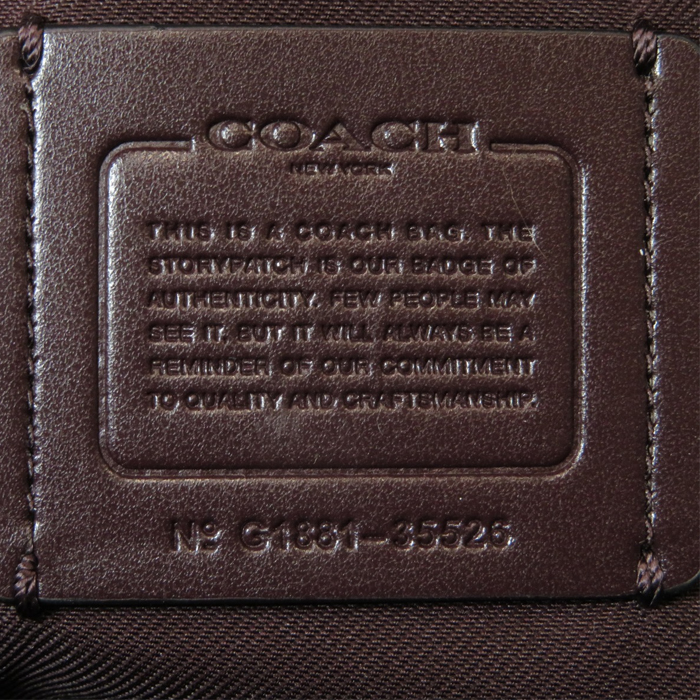 COACH
NEW YORK
THIS IS A COACH BAG. THE
STORYPATCH IS OUR BADGE OF
AUTHENTICITY. FEW PEOPLE MAY
SEE IT, BUT IT WILL ALWAYS BE A
REMINDER OF OUR COMMITMENT
TO QUALITY AND CRAFTSMANSHIP.
Nº G1881-35526